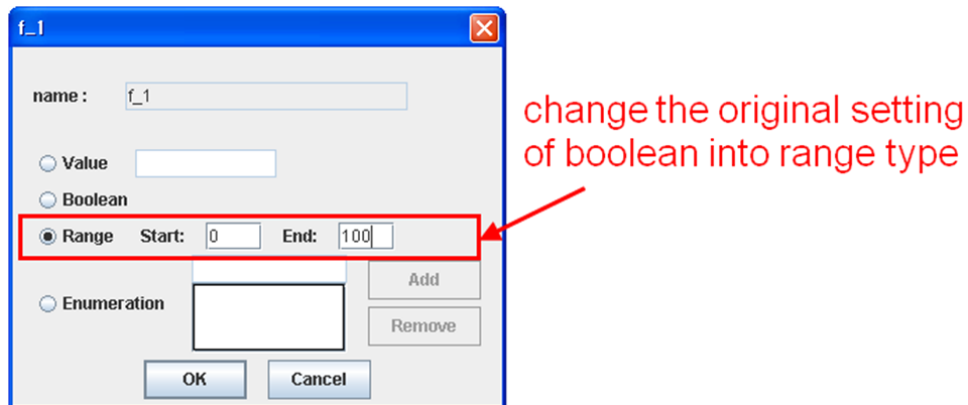 f_1
name : f_1
change the original setting
of boolean into range type
Value
Boolean
Range Start: 0 End: 100
Add
Enumeration
Remove
OK Cancel